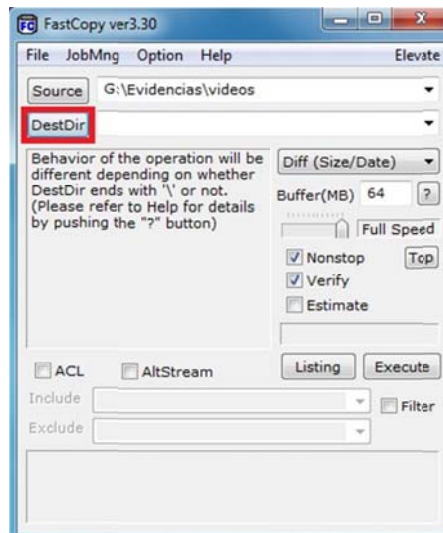 FC FastCopy ver3.30
File JobMng Option Help Elevate
Source G:\Evidencias\videos
DestDir
Behavior of the operation will be
different depending on whether
DestDir ends with '\' or not.
(Please refer to Help for details
by pushing the "?" button)
Diff (Size/Date)
Buffer(MB) 64 ?
Full Speed
Nonstop Top
Verify
Estimate
ACL AltStream Listing Execute
Include Filter
Exclude